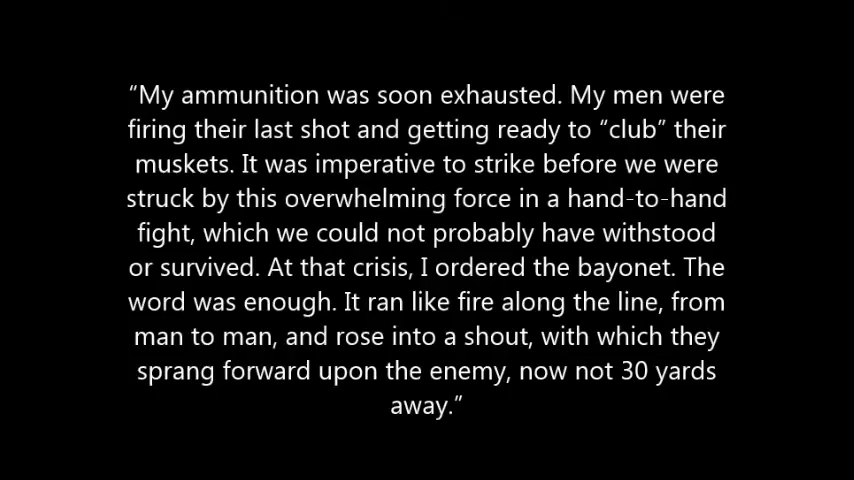 “My ammunition was soon exhausted. My men were
firing their last shot and getting ready to “club” their
muskets. It was imperative to strike before we were
struck by this overwhelming force in a hand-to-hand
fight, which we could not probably have withstood
or survived. At that crisis, I ordered the bayonet. The
word was enough. It ran like fire along the line, from
man to man, and rose into a shout, with which they
sprang forward upon the enemy, now not 30 yards
away.”